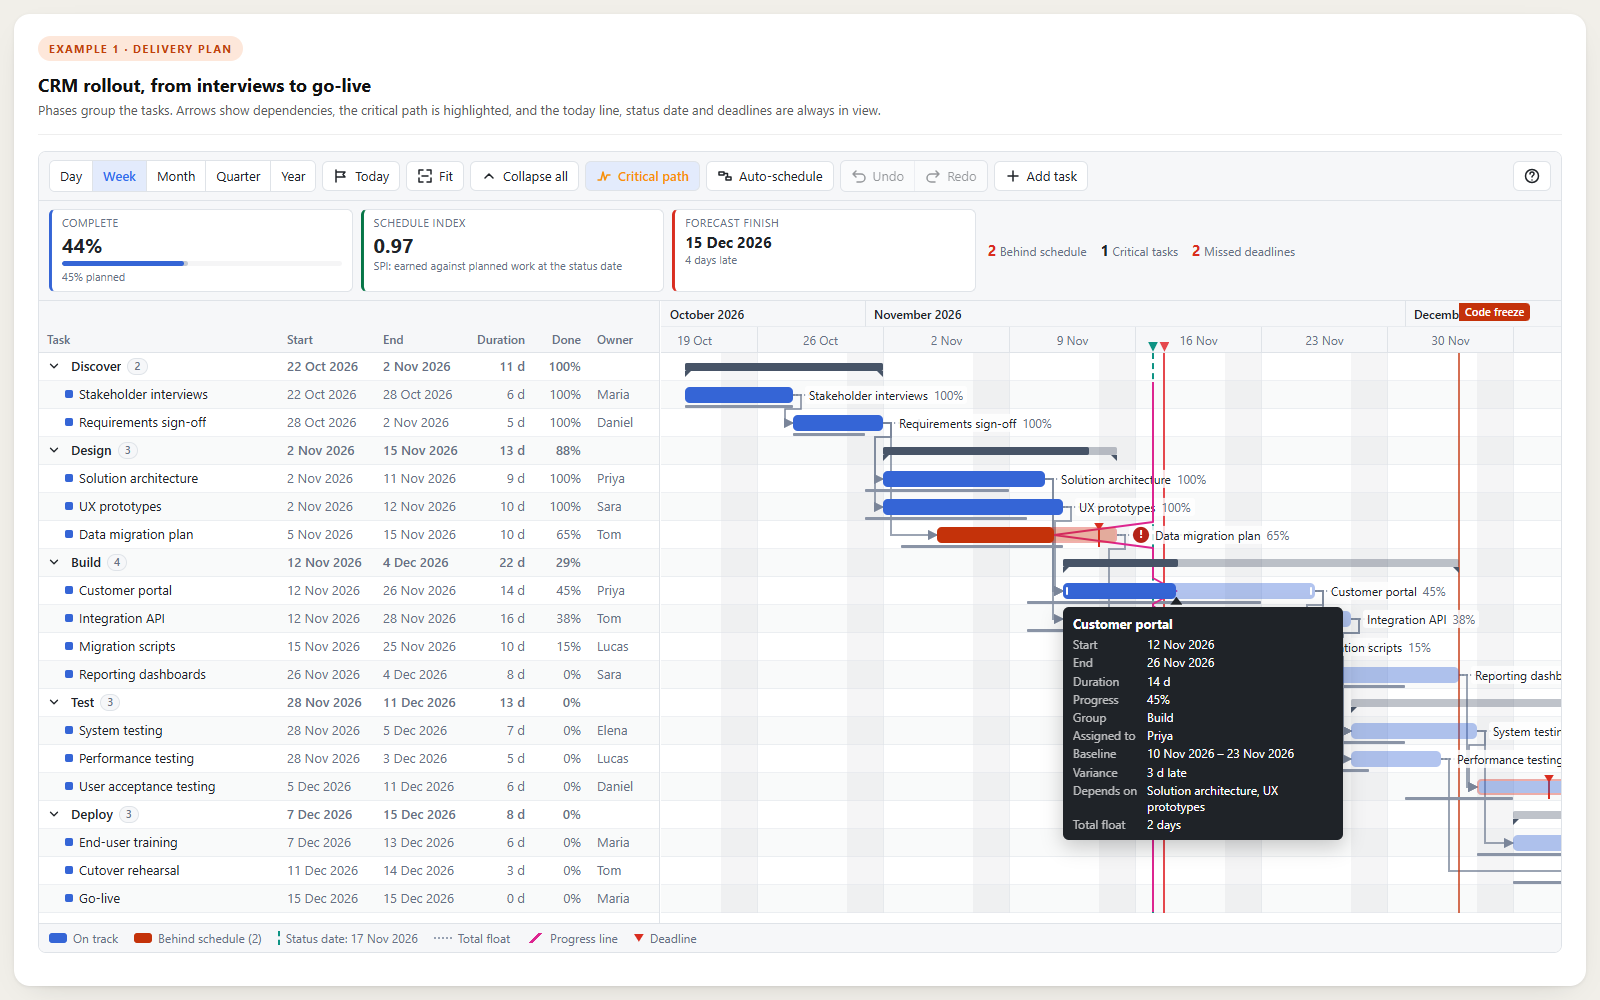 EXAMPLE 1 · DELIVERY PLAN
CRM rollout, from interviews to go-live
Phases group the tasks. Arrows show dependencies, the critical path is highlighted, and the today line, status date and deadlines are always in view.
Day Week Month Quarter Year Today Fit Collapse all Critical path Auto-schedule Undo Redo Add task
COMPLETE
44%
45% planned
SCHEDULE INDEX
0.97
SPI: earned against planned work at the status date
FORECAST FINISH
15 Dec 2026
4 days late
2 Behind schedule 1 Critical tasks 2 Missed deadlines
October 2026 November 2026 Decemb Code freeze
Task Start End Duration Done Owner
19 Oct 26 Oct 2 Nov 9 Nov 16 Nov 23 Nov 30 Nov
Discover 2 22 Oct 2026 2 Nov 2026 11 d 100%
Stakeholder interviews 22 Oct 2026 28 Oct 2026 6 d 100% Maria
Requirements sign-off 28 Oct 2026 2 Nov 2026 5 d 100% Daniel
Design 3 2 Nov 2026 15 Nov 2026 13 d 88%
Solution architecture 2 Nov 2026 11 Nov 2026 9 d 100% Priya
UX prototypes 2 Nov 2026 12 Nov 2026 10 d 100% Sara
Data migration plan 5 Nov 2026 15 Nov 2026 10 d 65% Tom
Build 4 12 Nov 2026 4 Dec 2026 22 d 29%
Customer portal 12 Nov 2026 26 Nov 2026 14 d 45% Priya
Integration API 12 Nov 2026 28 Nov 2026 16 d 38% Tom
Migration scripts 15 Nov 2026 25 Nov 2026 10 d 15% Lucas
Reporting dashboards 26 Nov 2026 4 Dec 2026 8 d 0% Sara
Test 3 28 Nov 2026 11 Dec 2026 13 d 0%
System testing 28 Nov 2026 5 Dec 2026 7 d 0% Elena
Performance testing 28 Nov 2026 3 Dec 2026 5 d 0% Lucas
User acceptance testing 5 Dec 2026 11 Dec 2026 6 d 0% Daniel
Deploy 3 7 Dec 2026 15 Dec 2026 8 d 0%
End-user training 7 Dec 2026 13 Dec 2026 6 d 0% Maria
Cutover rehearsal 11 Dec 2026 14 Dec 2026 3 d 0% Tom
Go-live 15 Dec 2026 15 Dec 2026 0 d 0% Maria
Stakeholder interviews 100%
Requirements sign-off 100%
Solution architecture 100%
UX prototypes 100%
Data migration plan 65%
Customer portal 45%
Integration API 38%
tion scripts 15%
Reporting dashb
System testin
Performance testing
Customer portal
Start 12 Nov 2026
End 26 Nov 2026
Duration 14 d
Progress 45%
Group Build
Assigned to Priya
Baseline 10 Nov 2026 – 23 Nov 2026
Variance 3 d late
Depends on Solution architecture, UX
prototypes
Total float 2 days
On track Behind schedule (2) Status date: 17 Nov 2026 Total float Progress line Deadline